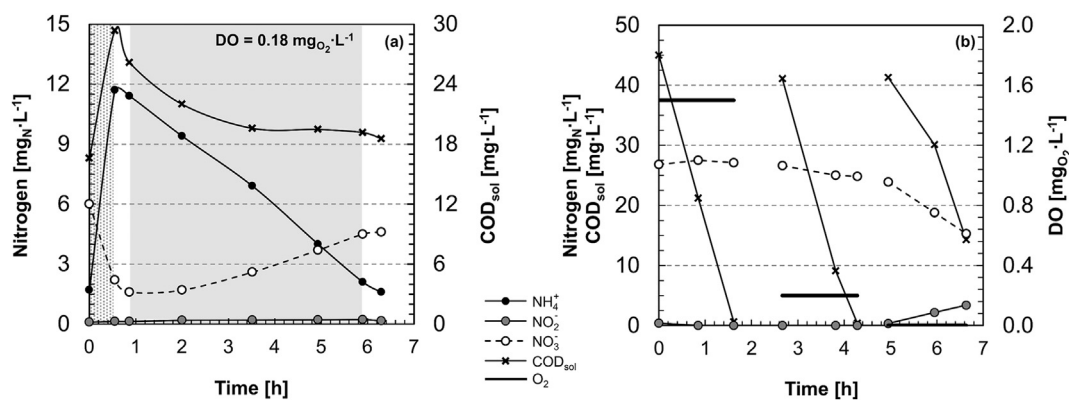 DO = 0.18 mgO2·L-1
(a)
Nitrogen [mgN·L-1]
15
12
9
6
3
0
30
24
18
12
6
0
CODsol [mg·L-1]
0 1 2 3 4 5 6 7
Time [h]
NH4+
NO2-
NO3-
CODsol
O2
(b)
Nitrogen [mgN·L-1]
CODsol [mg·L-1]
50
40
30
20
10
0
2.0
1.6
1.2
0.8
0.4
0.0
DO [mgO2·L-1]
0 1 2 3 4 5 6 7
Time [h]